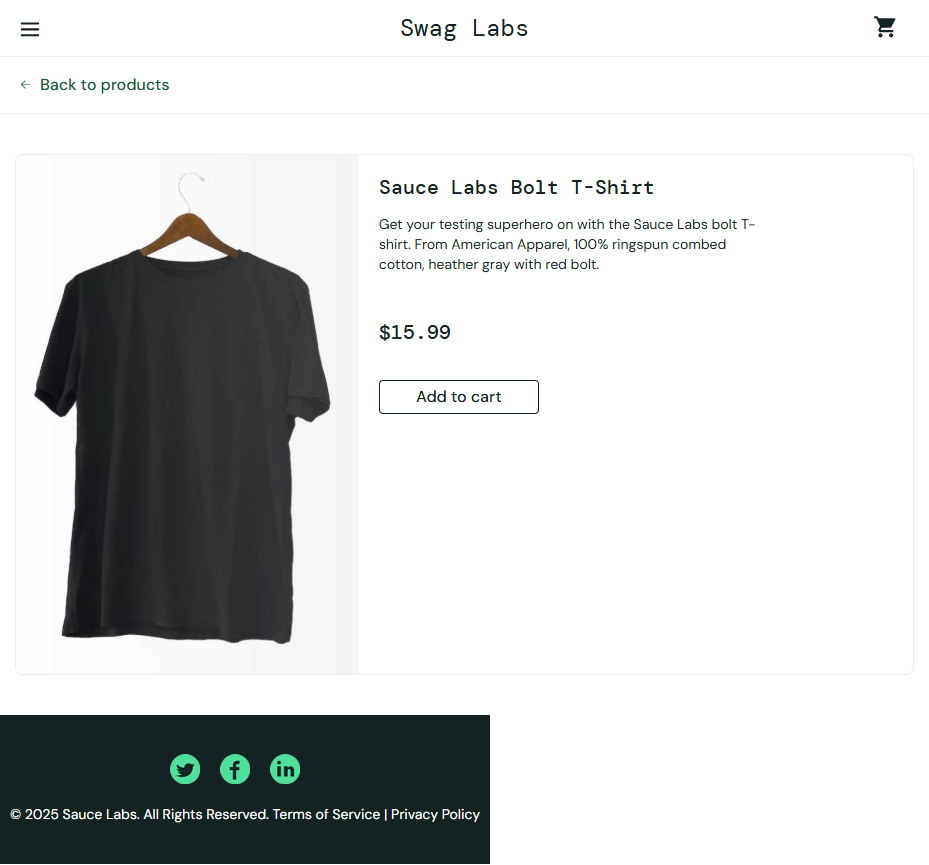 Swag Labs
Back to products
Sauce Labs Bolt T-Shirt
Get your testing superhero on with the Sauce Labs bolt T-
shirt. From American Apparel, 100% ringspun combed
cotton, heather gray with red bolt.
$15.99
Add to cart
© 2025 Sauce Labs. All Rights Reserved. Terms of Service | Privacy Policy